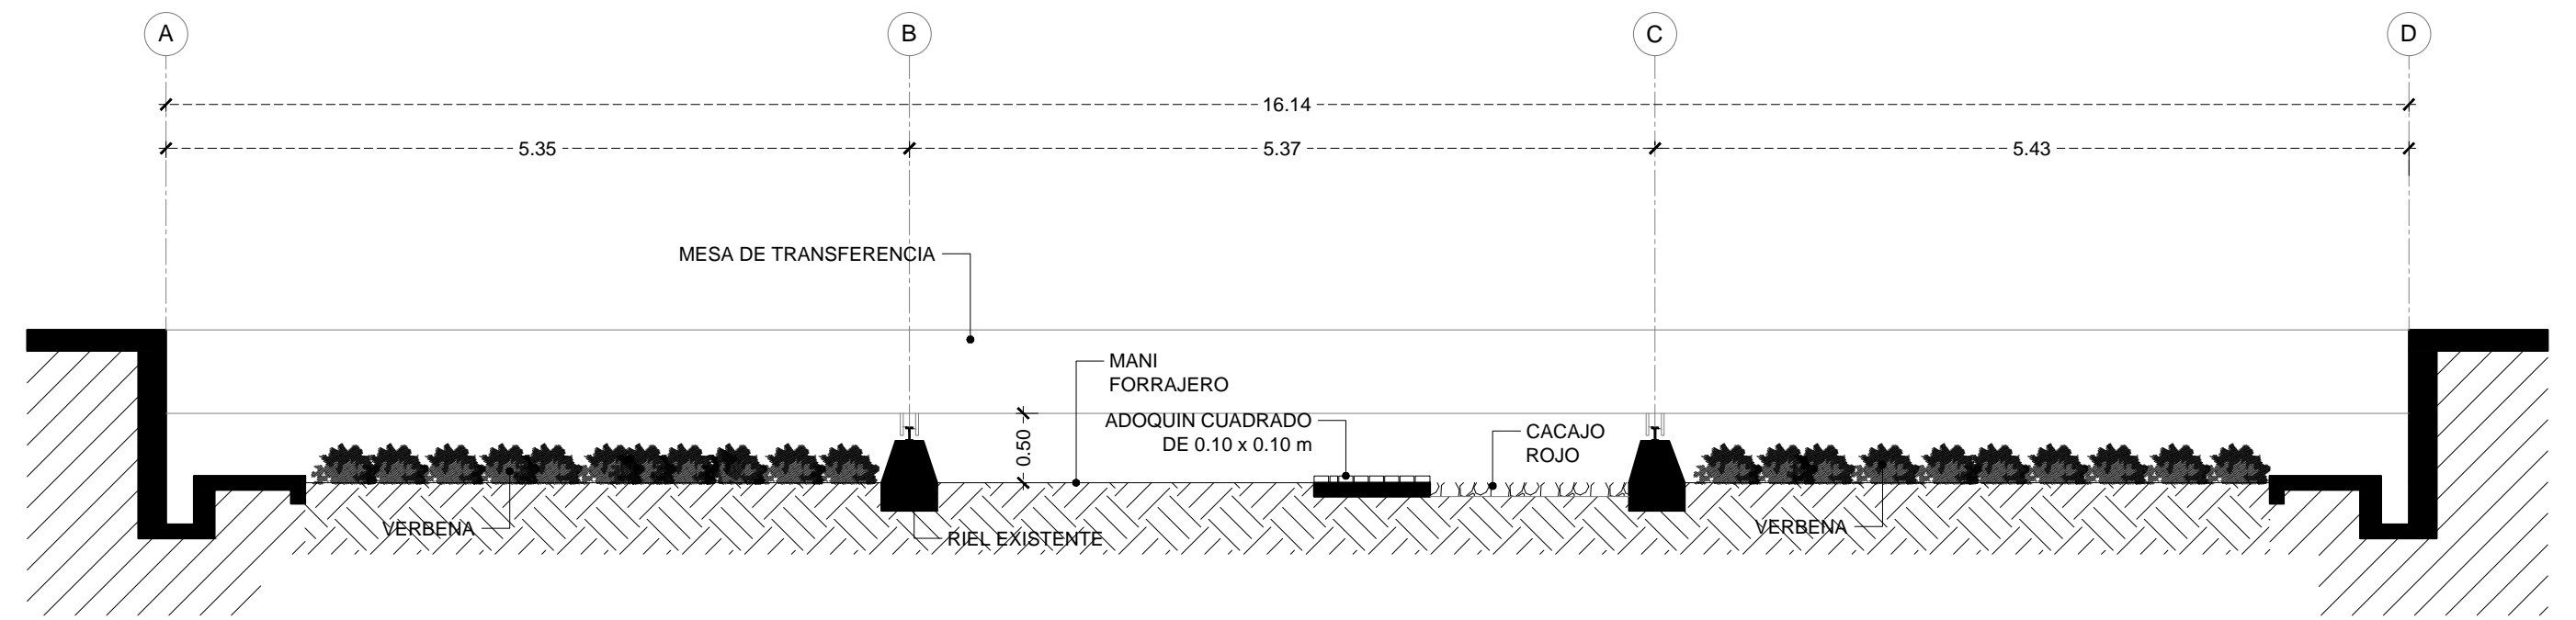 A
B
C
D
16.14
5.35
5.37
5.43
MESA DE TRANSFERENCIA
MANI
FORRAJERO
0.50
ADOQUIN CUADRADO
DE 0.10 x 0.10 m
CACAJO
ROJO
VERBENA
RIEL EXISTENTE
VERBENA